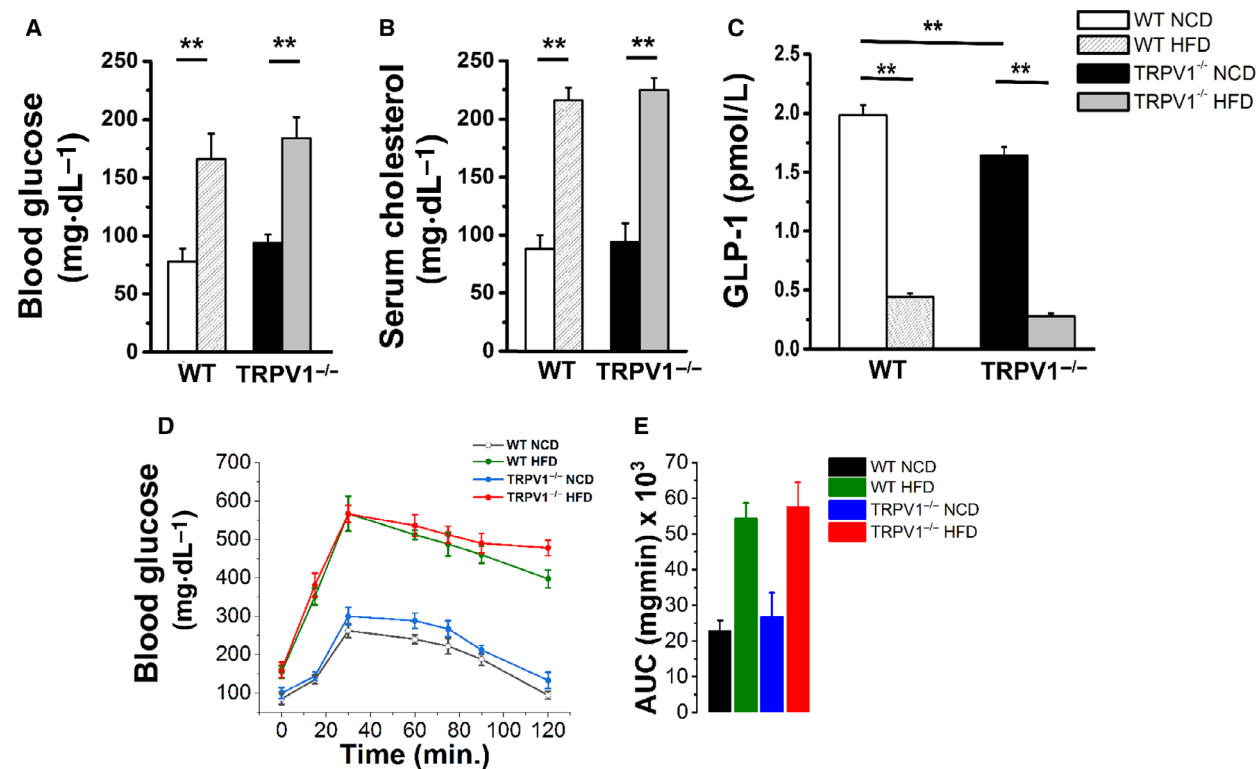 A
**
**
Blood glucose
(mg·dL⁻¹)
250
200
150
100
50
0
WT
TRPV1⁻/⁻
B
**
**
Serum cholesterol
mg·dL⁻¹)
250
200
150
100
50
0
WT
TRPV1⁻/⁻
C
**
**
**
GLP-1 (pmol/L)
2.5
2.0
1.5
1.0
0.5
0.0
WT
TRPV1⁻/⁻
WT NCD
WT HFD
TRPV1⁻/⁻ NCD
TRPV1⁻/⁻ HFD
D
WT NCD
WT HFD
TRPV1⁻/⁻ NCD
TRPV1⁻/⁻ HFD
Blood glucose
(mg·dL⁻¹)
700
600
500
400
300
200
100
0 20 40 60 80 100 120
Time (min.)
E
AUC (mgmin) x 10³
70
60
50
40
30
20
10
0
WT NCD
WT HFD
TRPV1⁻/⁻ NCD
TRPV1⁻/⁻ HFD